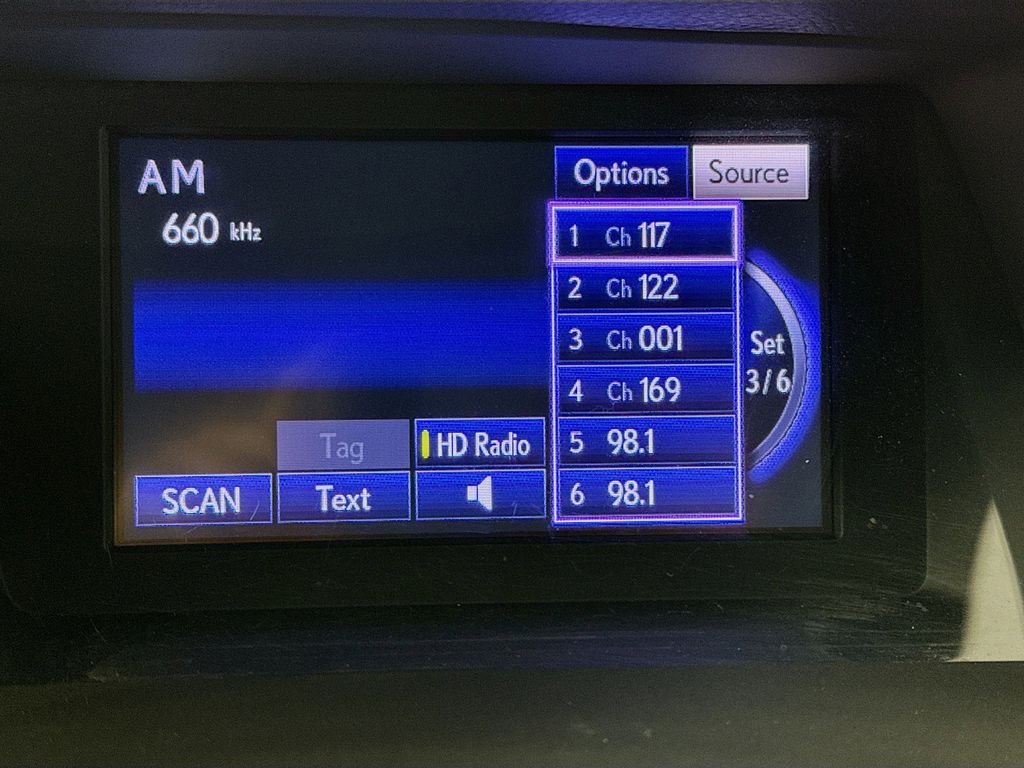 AM
660 kHz
Options
Source
1 Ch 117
2 Ch 122
3 Ch 001
4 Ch 169
5 98.1
6 98.1
Set
3/6
Tag
HD Radio
SCAN
Text